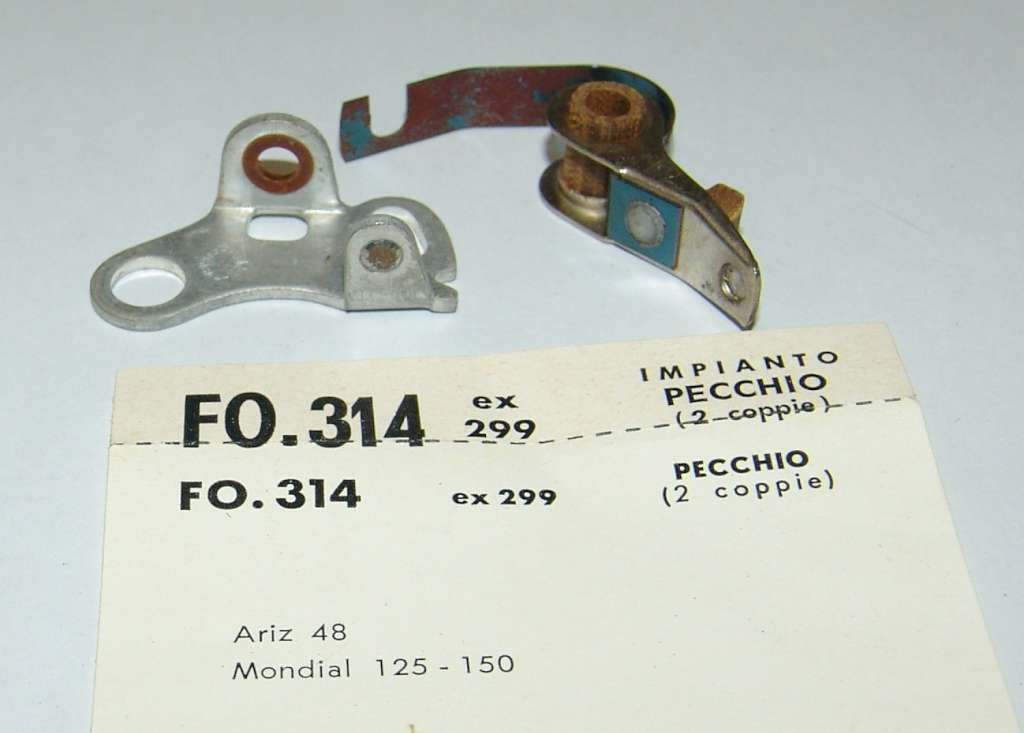 FO.314 ex 299 IMPIANTO PECCHIO (2 coppie)
FO.314 ex 299 PECCHIO (2 coppie)
Ariz 48
Mondial 125 - 150